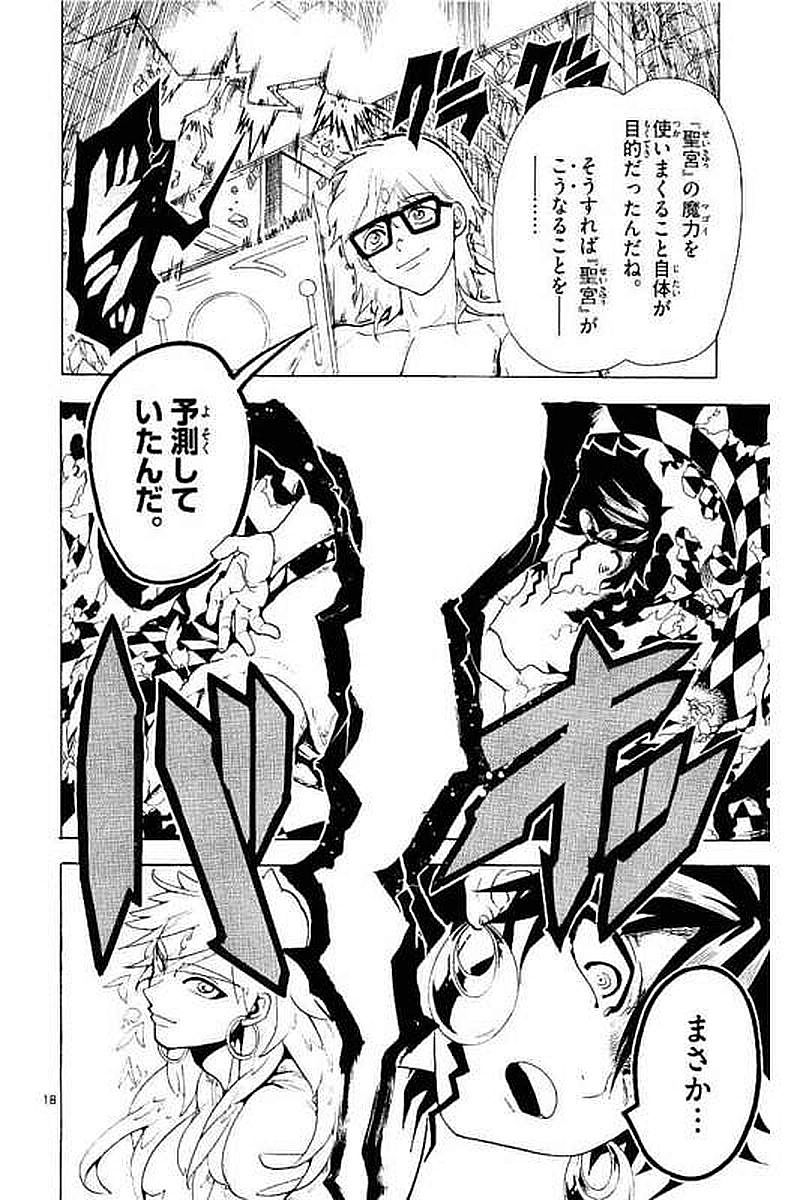 『聖宮』の魔力を
使いまくること自体が
目的だったんだね。
そうすれば『聖宮』が
こうなることを――
――………
グラ
グラ
予測して
いたんだ。
バキッ
まさか…
18